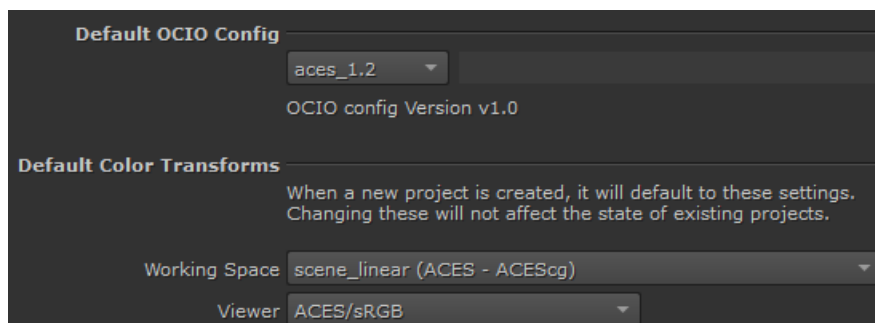 Default OCIO Config
aces_1.2
OCIO config Version v1.0
Default Color Transforms
When a new project is created, it will default to these settings.
Changing these will not affect the state of existing projects.
Working Space scene_linear (ACES - ACEScg)
Viewer ACES/sRGB